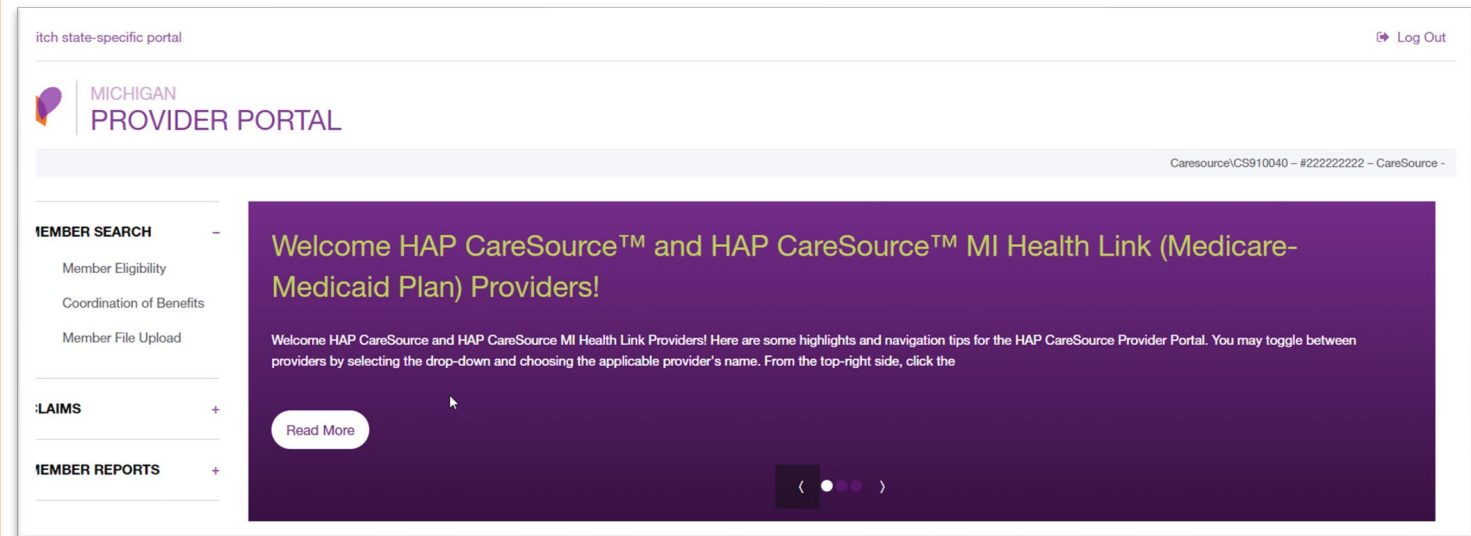 itch state-specific portal
Log Out
MICHIGAN
PROVIDER PORTAL
Caresource\CS910040 – #222222222 – CareSource -
MEMBER SEARCH –
Member Eligibility
Coordination of Benefits
Member File Upload
CLAIMS +
MEMBER REPORTS +
Welcome HAP CareSource™ and HAP CareSource™ MI Health Link (Medicare-
Medicaid Plan) Providers!
Welcome HAP CareSource and HAP CareSource MI Health Link Providers! Here are some highlights and navigation tips for the HAP CareSource Provider Portal. You may toggle between
providers by selecting the drop-down and choosing the applicable provider's name. From the top-right side, click the
Read More